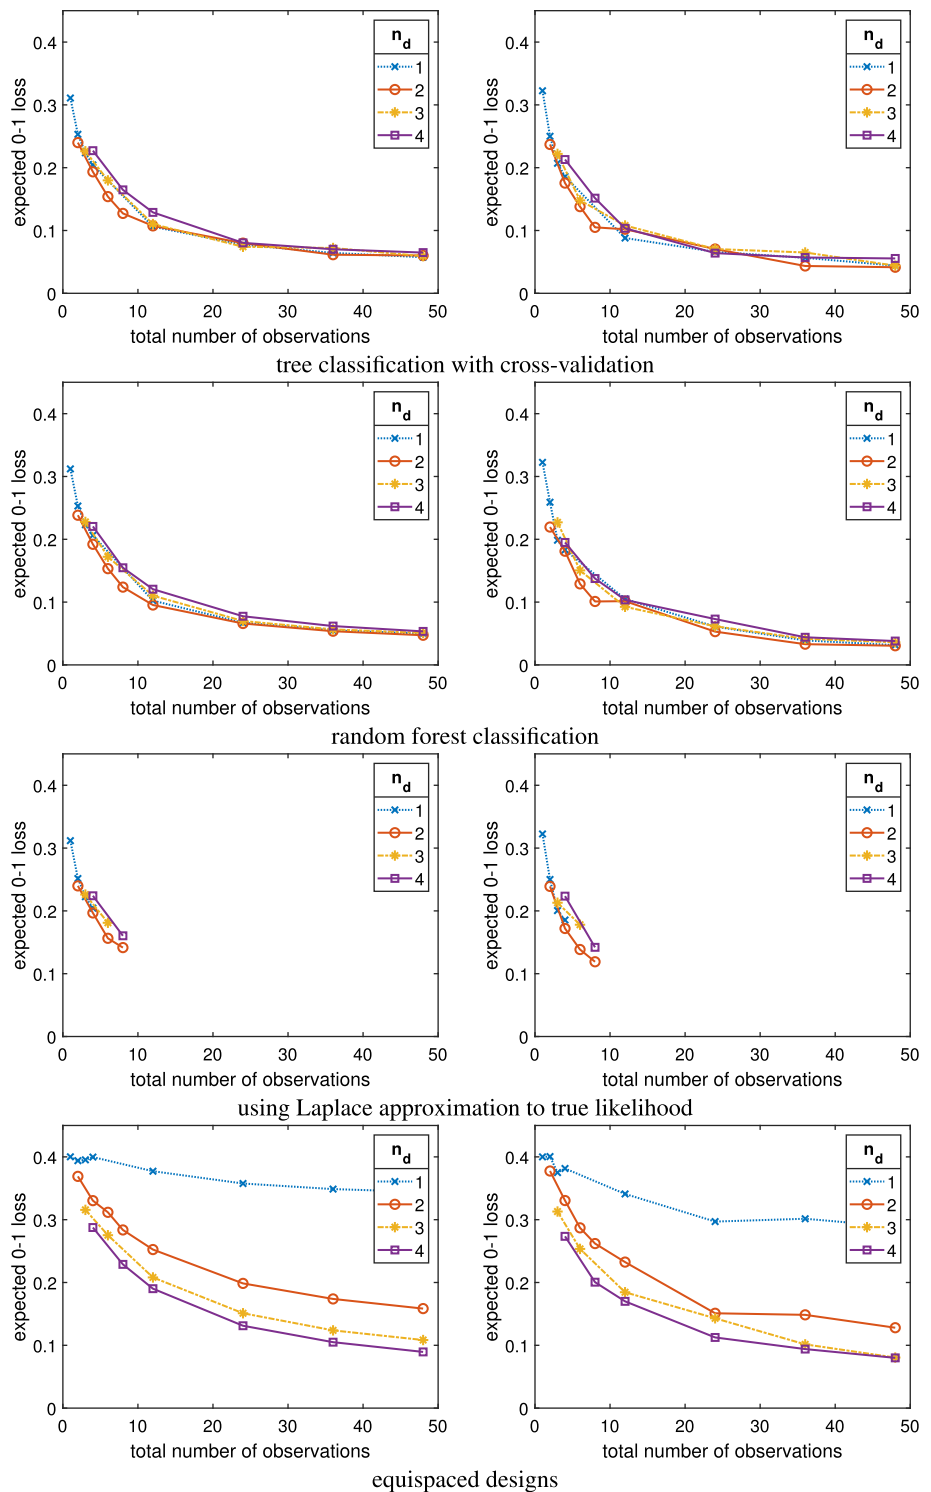 expected 0-1 loss
0.4
0.3
0.2
0.1
0
0 10 20 30 40 50
total number of observations
n_d
1
2
3
4
expected 0-1 loss
0.4
0.3
0.2
0.1
0
0 10 20 30 40 50
total number of observations
n_d
1
2
3
4
tree classification with cross-validation
expected 0-1 loss
0.4
0.3
0.2
0.1
0
0 10 20 30 40 50
total number of observations
n_d
1
2
3
4
expected 0-1 loss
0.4
0.3
0.2
0.1
0
0 10 20 30 40 50
total number of observations
n_d
1
2
3
4
random forest classification
expected 0-1 loss
0.4
0.3
0.2
0.1
0
0 10 20 30 40 50
total number of observations
n_d
1
2
3
4
expected 0-1 loss
0.4
0.3
0.2
0.1
0
0 10 20 30 40 50
total number of observations
n_d
1
2
3
4
using Laplace approximation to true likelihood
expected 0-1 loss
0.4
0.3
0.2
0.1
0
0 10 20 30 40 50
total number of observations
n_d
1
2
3
4
expected 0-1 loss
0.4
0.3
0.2
0.1
0
0 10 20 30 40 50
total number of observations
n_d
1
2
3
4
equispaced designs